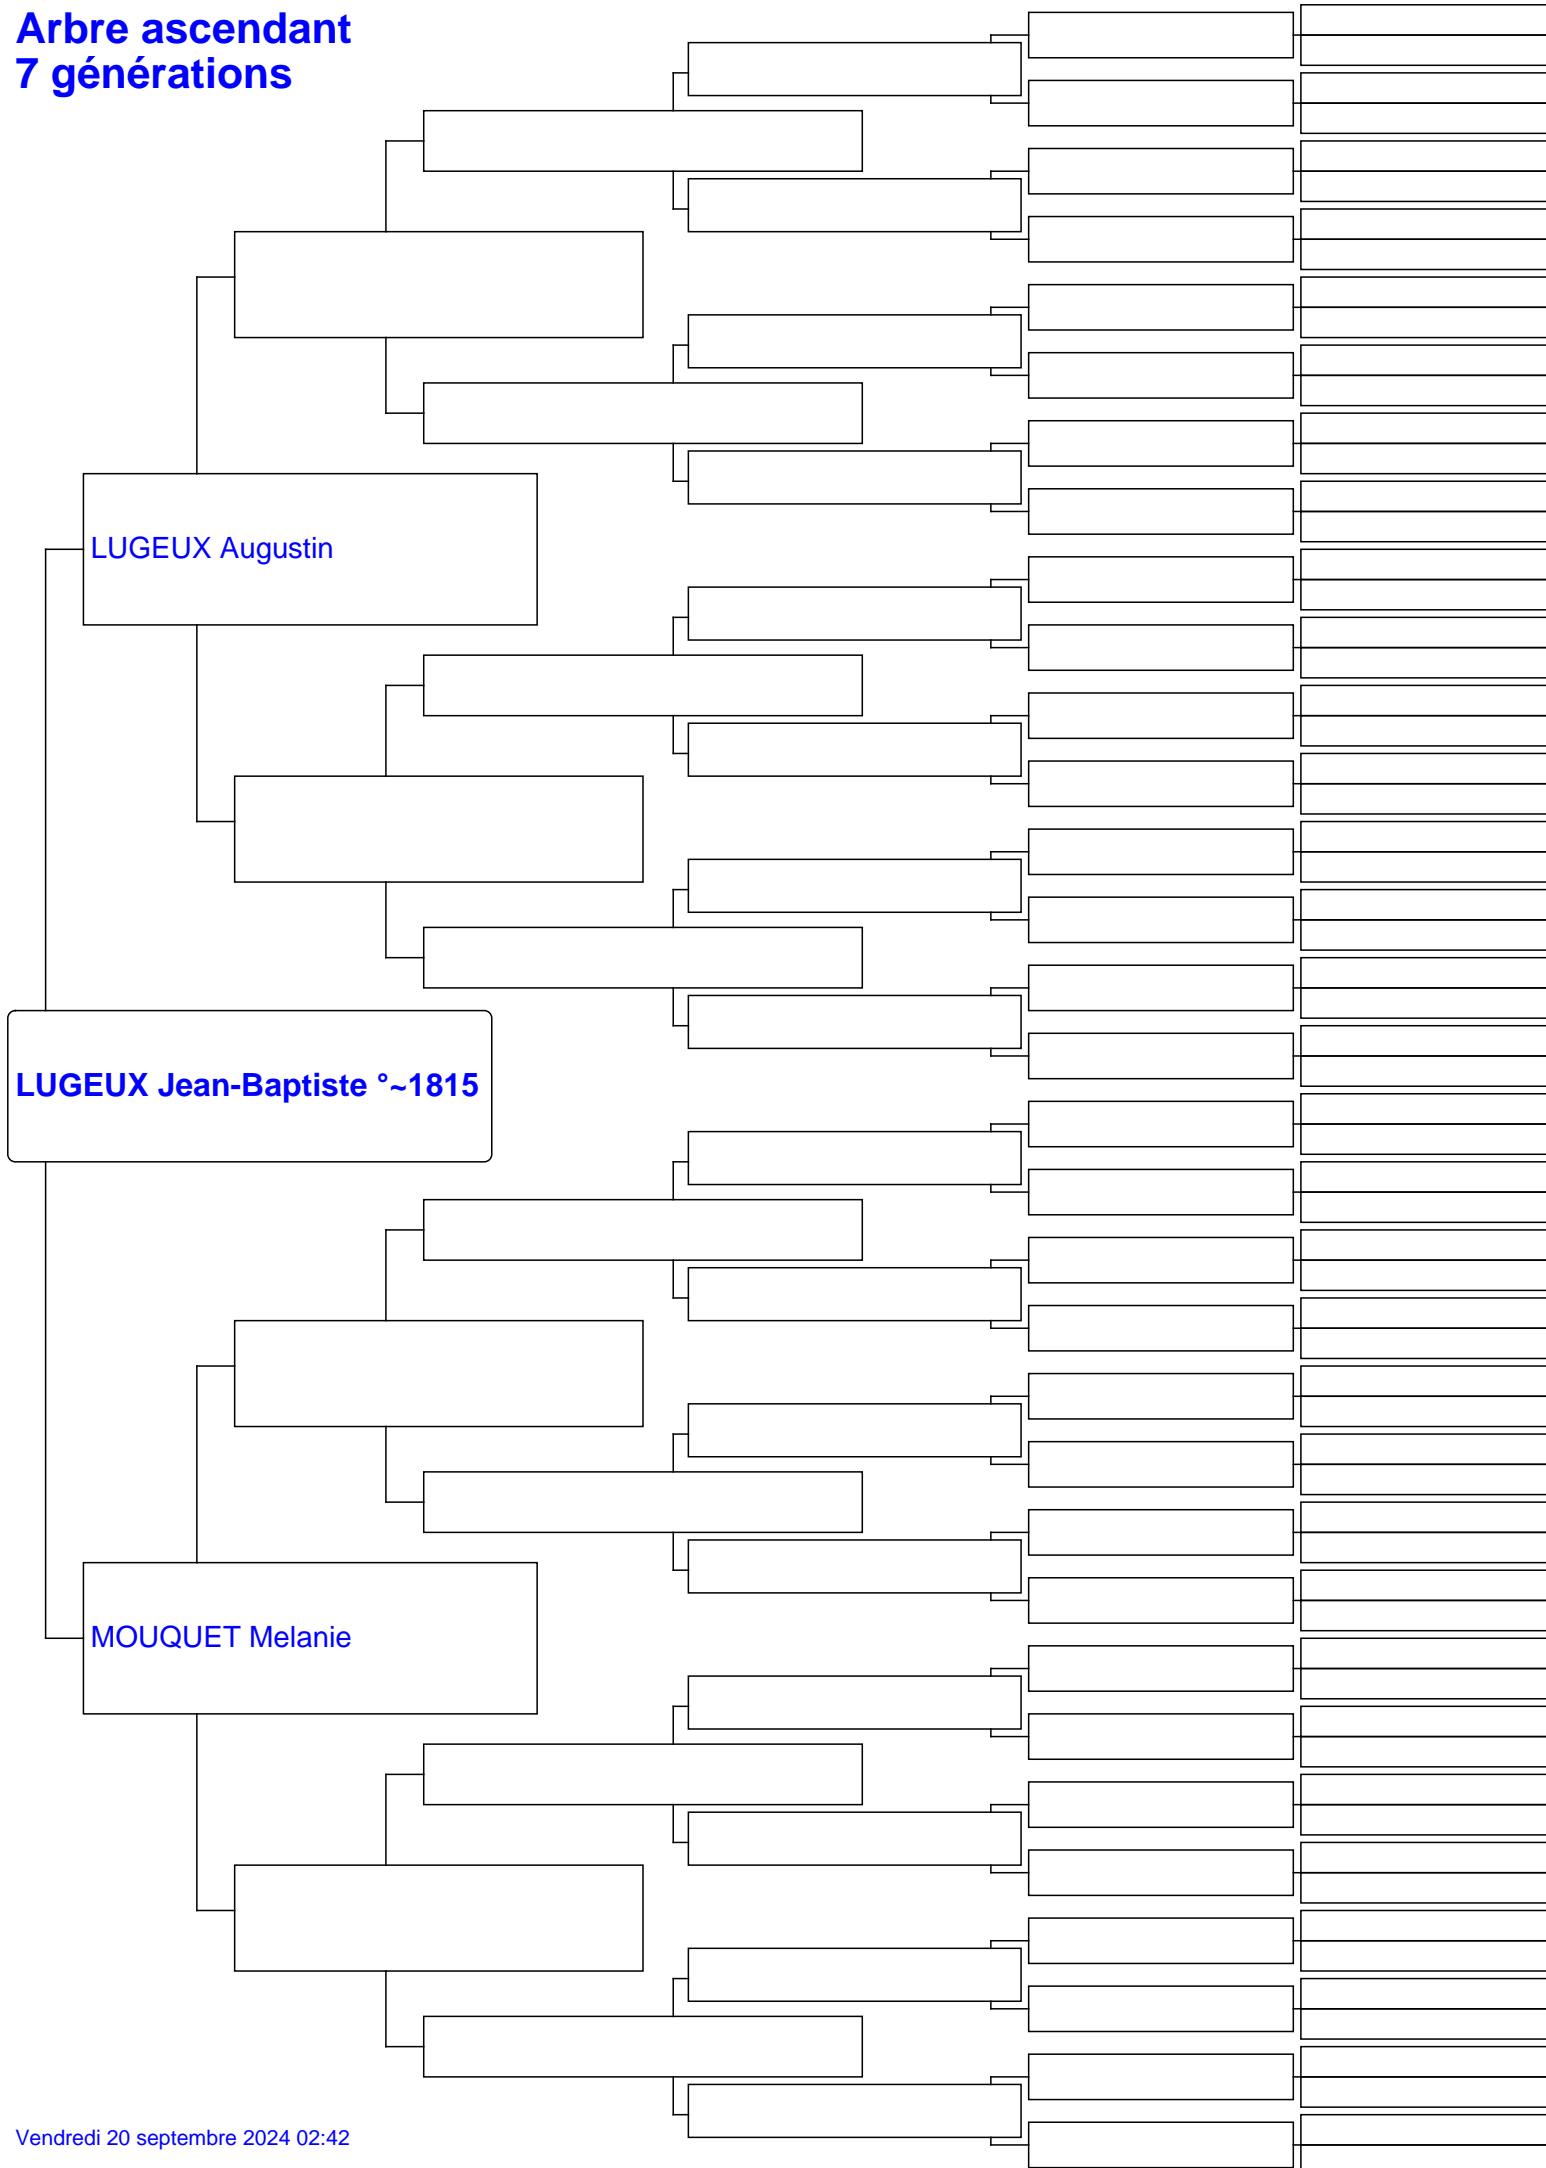 Arbre ascendant
7 générations
LUGEUX Augustin
LUGEUX Jean-Baptiste °~1815
MOUQUET Melanie
Vendredi 20 septembre 2024 02:42